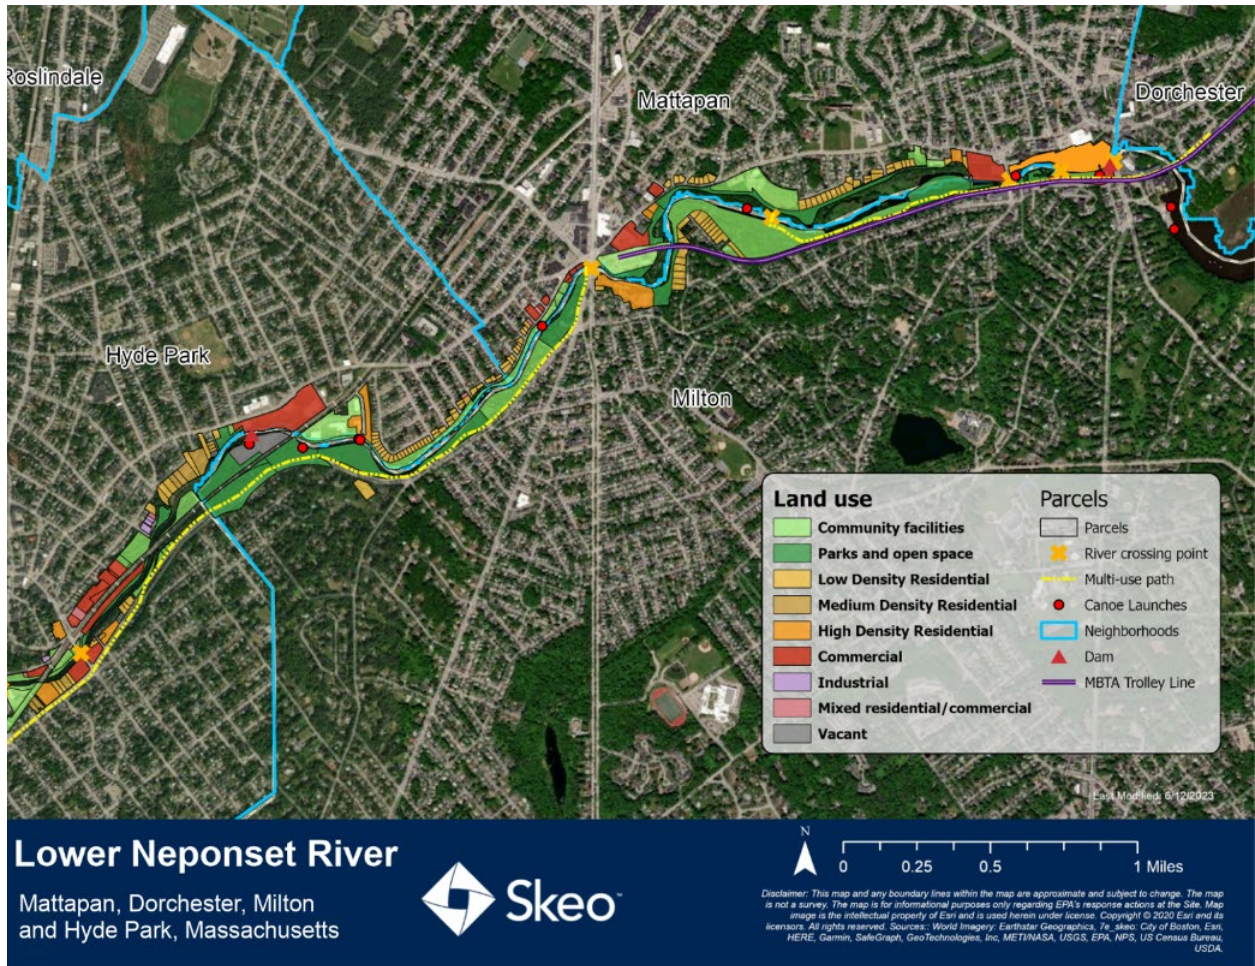 Roslindale
Mattapan
Dorchester
Hyde Park
Milton
Land use
Community facilities
Parks and open space
Low Density Residential
Medium Density Residential
High Density Residential
Commercial
Industrial
Mixed residential/commercial
Vacant
Parcels
Parcels
River crossing point
Multi-use path
Canoe Launches
Neighborhoods
Dam
MBTA Trolley Line
Last Modified: 6/12/2023
Lower Neponset River
Mattapan, Dorchester, Milton
and Hyde Park, Massachusetts
Skeo™
N
0 0.25 0.5 1 Miles
Disclaimer: This map and any boundary lines within the map are approximate and subject to change. The map
is not a survey. The map is for informational purposes only regarding EPA's response actions at the Site. Map
image is the intellectual property of Esri and is used herein under license. Copyright © 2020 Esri and its
licensors. All rights reserved. Sources:: World Imagery: Earthstar Geographics, 7e_skeo: City of Boston, Esri,
HERE, Garmin, SafeGraph, GeoTechnologies, Inc, METI/NASA, USGS, EPA, NPS, US Census Bureau,
USDA.